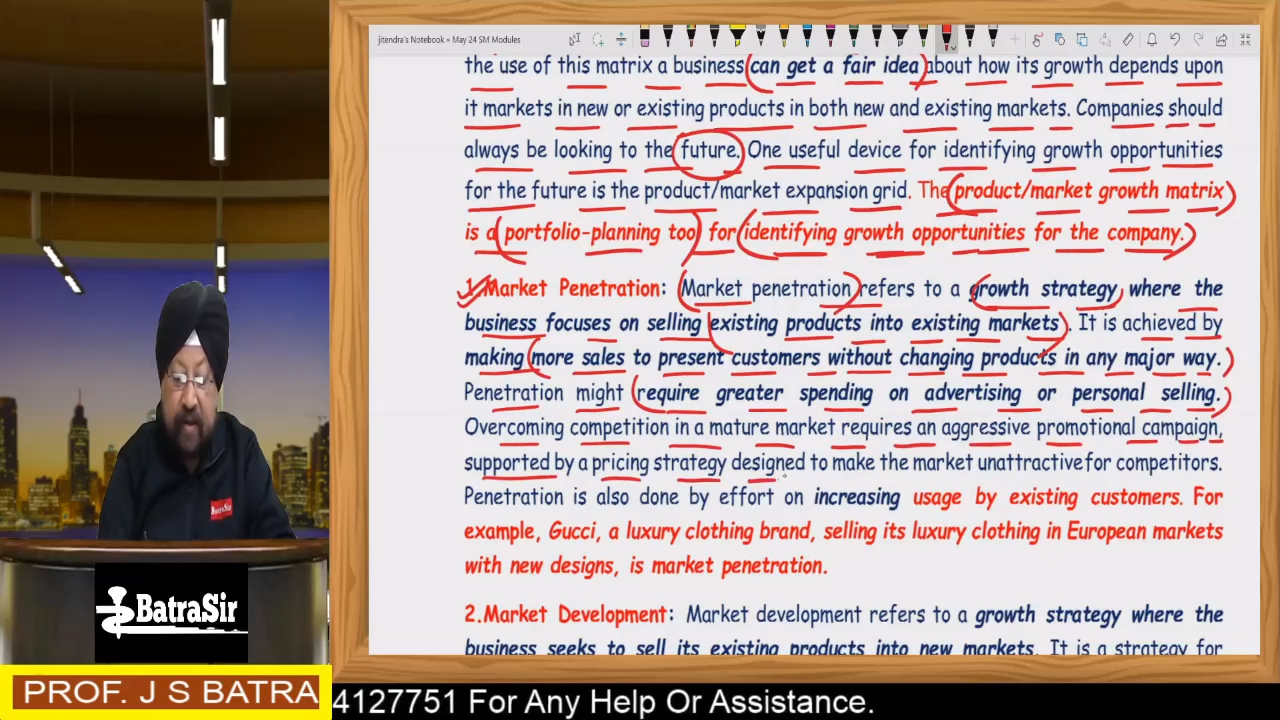 jitendra's Notebook » May 24 SM Modules
the use of this matrix a business can get a fair idea about how its growth depends upon
it markets in new or existing products in both new and existing markets. Companies should
always be looking to the future. One useful device for identifying growth opportunities
for the future is the product/market expansion grid. The product/market growth matrix
is a portfolio-planning too for identifying growth opportunities for the company.
1.Market Penetration: Market penetration refers to a growth strategy where the
business focuses on selling existing products into existing markets. It is achieved by
making more sales to present customers without changing products in any major way.
Penetration might require greater spending on advertising or personal selling.
Overcoming competition in a mature market requires an aggressive promotional campaign,
supported by a pricing strategy designed to make the market unattractive for competitors.
Penetration is also done by effort on increasing usage by existing customers. For
example, Gucci, a luxury clothing brand, selling its luxury clothing in European markets
with new designs, is market penetration.
2.Market Development: Market development refers to a growth strategy where the
business seeks to sell its existing products into new markets. It is a strategy for
BatraSir
BatraSir
PROF. J S BATRA
4127751 For Any Help Or Assistance.